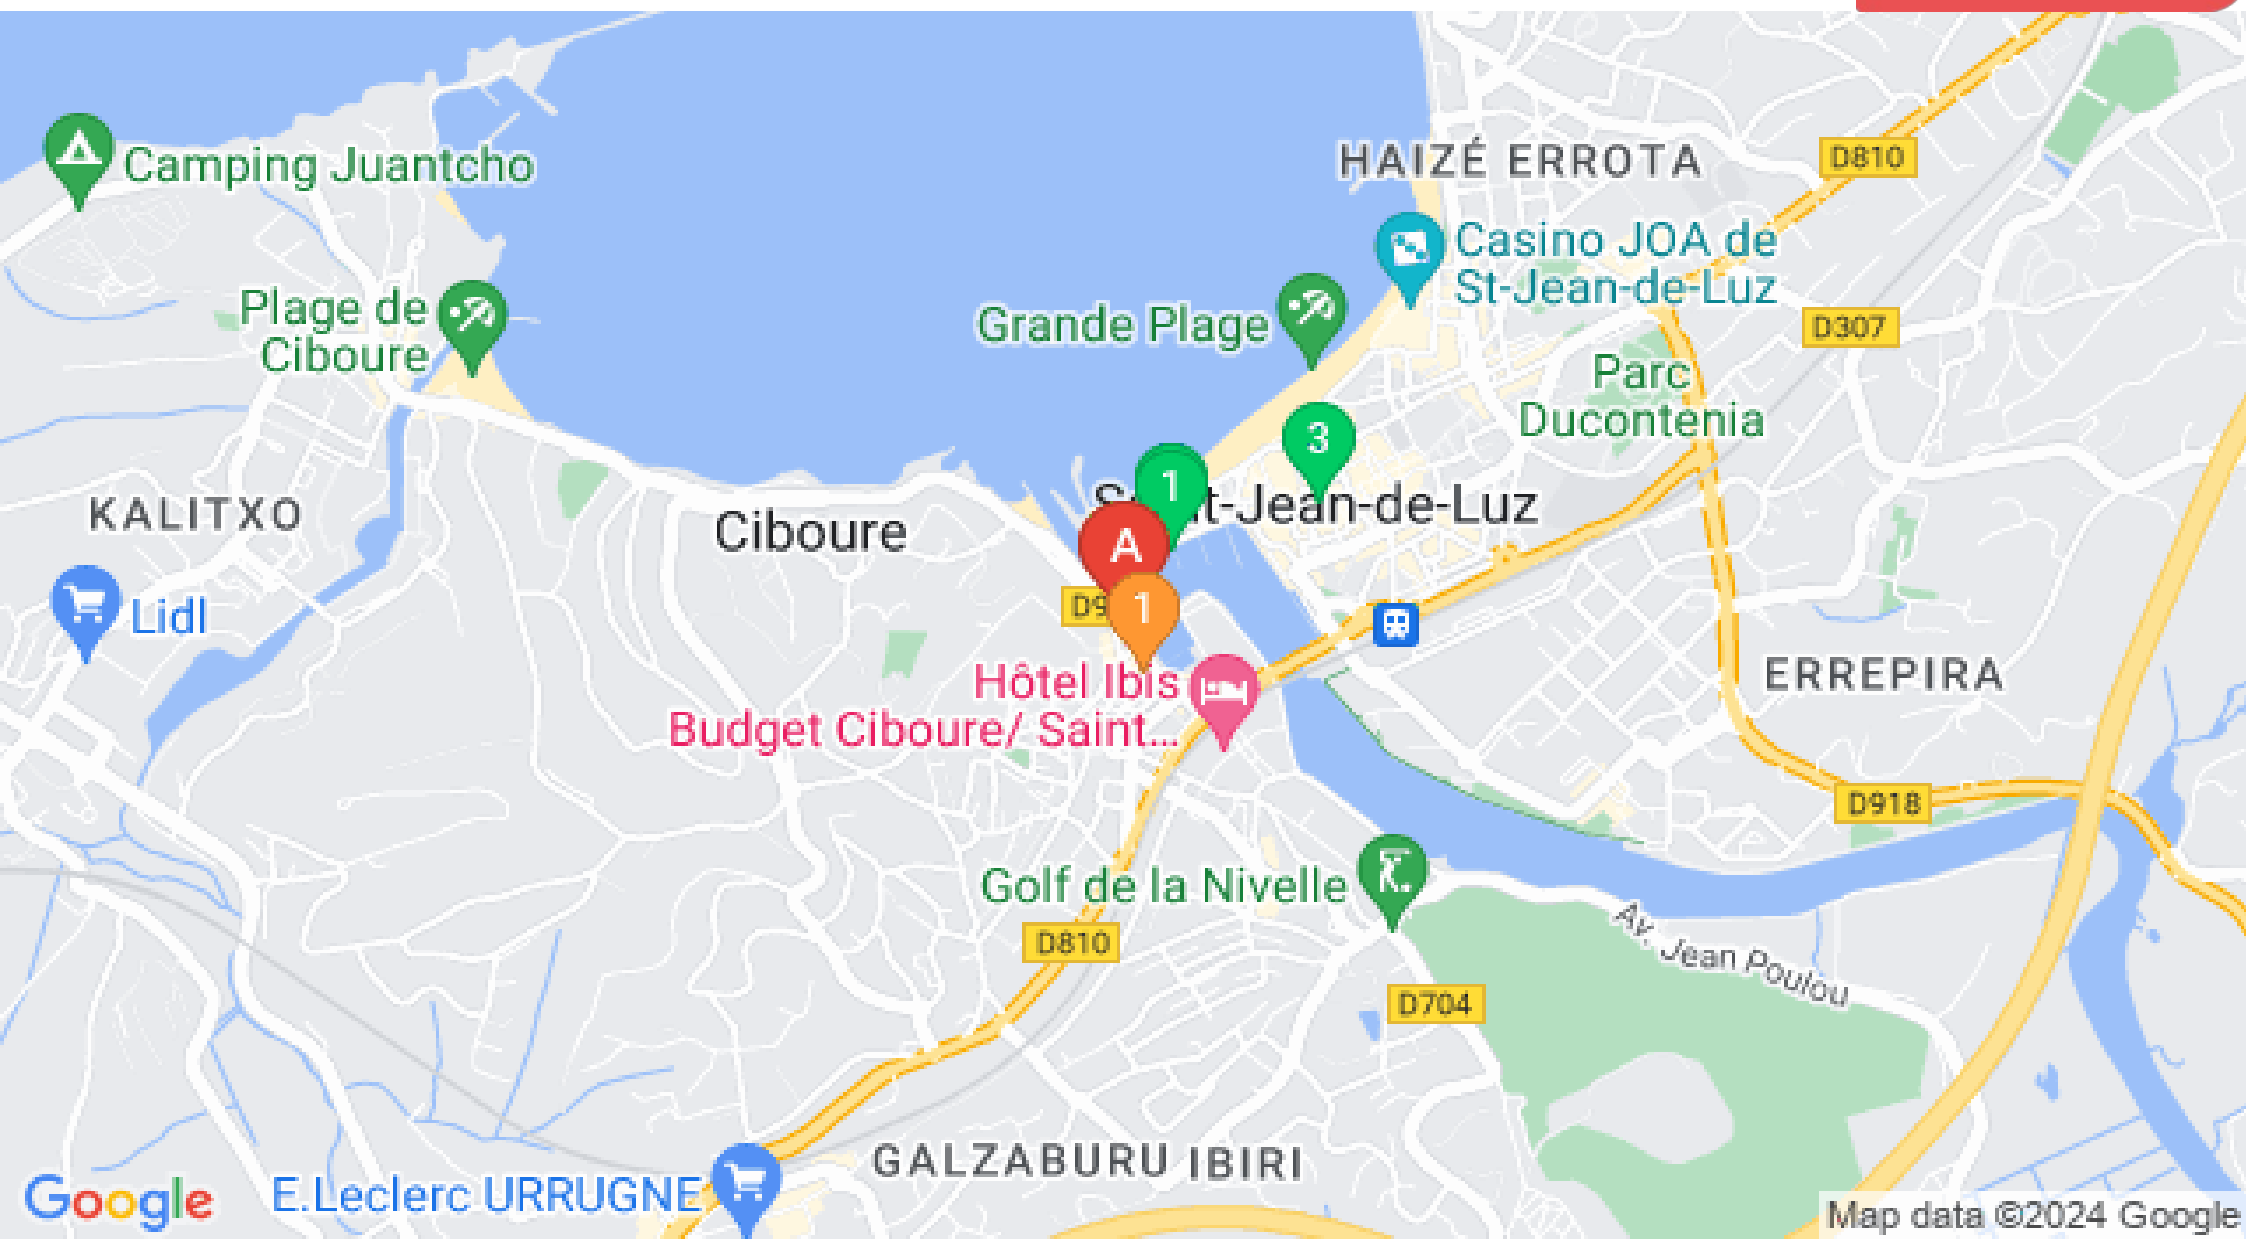 HAIZÉ ERROTA
D810
Camping Juantcho
Casino JOA de
St-Jean-de-Luz
Plage de
Ciboure
Grande Plage
D307
Parc
Ducontenia
3
1
t-Jean-de-Luz
KALITXO
Ciboure
A
D9
1
Lidl
Hôtel Ibis
Budget Ciboure/ Saint...
ERREPIRA
D918
Golf de la Nivelle
D810
Av. Jean Poulou
D704
GALZABURU
IBIRI
E.Leclerc URRUGNE
Google
Map data ©2024 Google